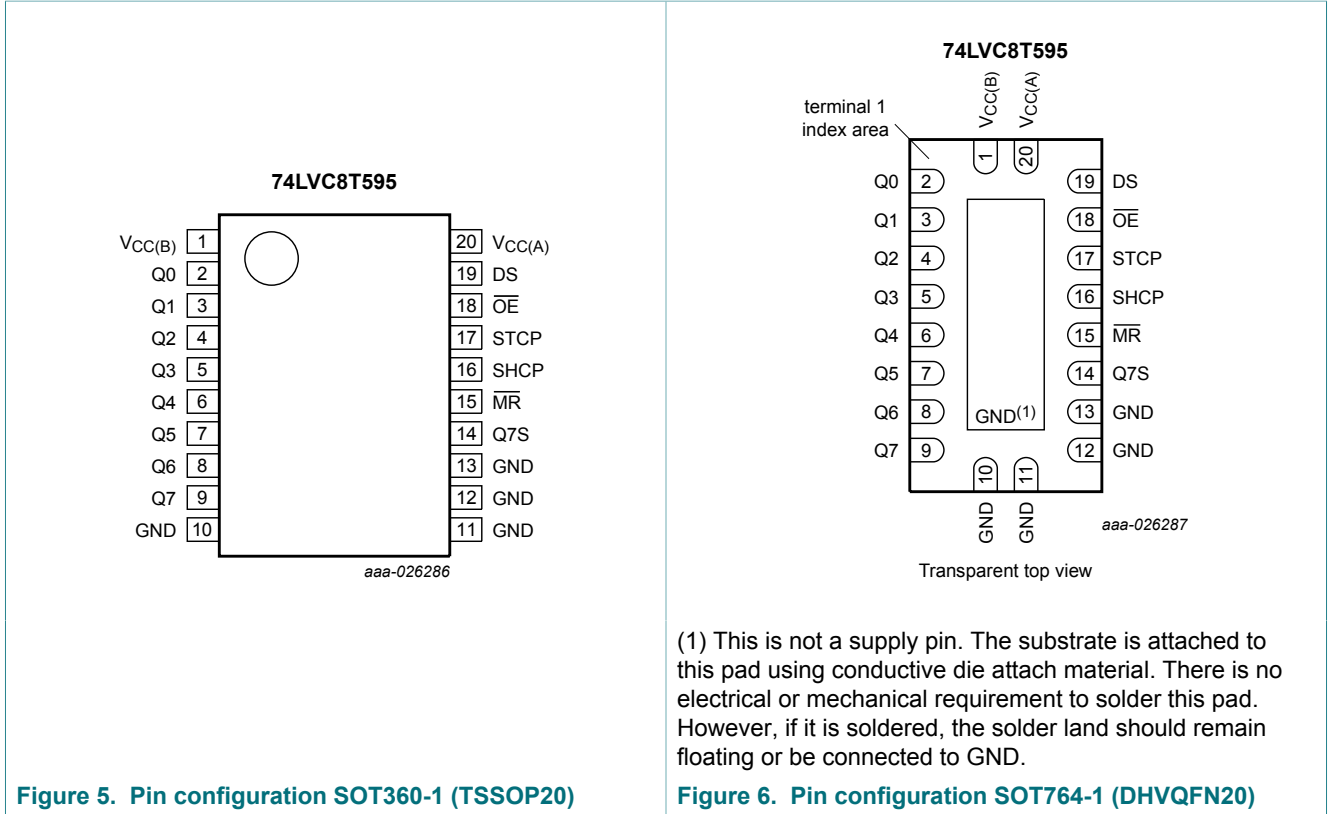 74LVC8T595
VCC(B) 1
Q0 2
Q1 3
Q2 4
Q3 5
Q4 6
Q5 7
Q6 8
Q7 9
GND 10
20 VCC(A)
19 DS
18 O̅E̅
17 STCP
16 SHCP
15 M̅R̅
14 Q7S
13 GND
12 GND
11 GND
aaa-026286
Figure 5. Pin configuration SOT360-1 (TSSOP20)
74LVC8T595
terminal 1
index area
VCC(B)
VCC(A)
1
20
Q0 2
Q1 3
Q2 4
Q3 5
Q4 6
Q5 7
Q6 8
Q7 9
19 DS
18 O̅E̅
17 STCP
16 SHCP
15 M̅R̅
14 Q7S
13 GND
12 GND
GND(1)
10
11
GND
GND
aaa-026287
Transparent top view
(1) This is not a supply pin. The substrate is attached to
this pad using conductive die attach material. There is no
electrical or mechanical requirement to solder this pad.
However, if it is soldered, the solder land should remain
floating or be connected to GND.
Figure 6. Pin configuration SOT764-1 (DHVQFN20)